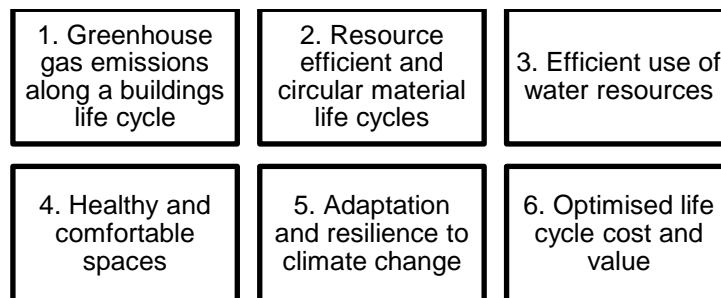 1. Greenhouse
gas emissions
along a buildings
life cycle
2. Resource
efficient and
circular material
life cycles
3. Efficient use of
water resources
4. Healthy and
comfortable
spaces
5. Adaptation
and resilience to
climate change
6. Optimised life
cycle cost and
value